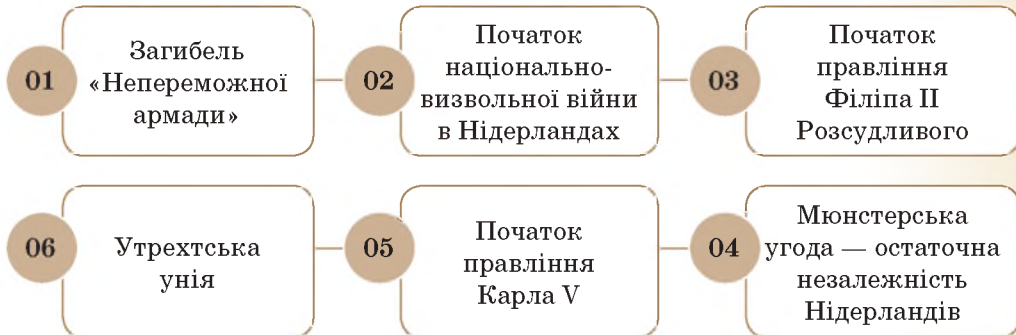 01
Загибель
«Непереможної
армади»
02
Початок
національно-
визвольної війни
в Нідерландах
03
Початок
правління
Філіпа II
Розсудливого
06
Утрехтська
унія
05
Початок
правління
Карла V
04
Мюнстерська
угода — остаточна
незалежність
Нідерландів